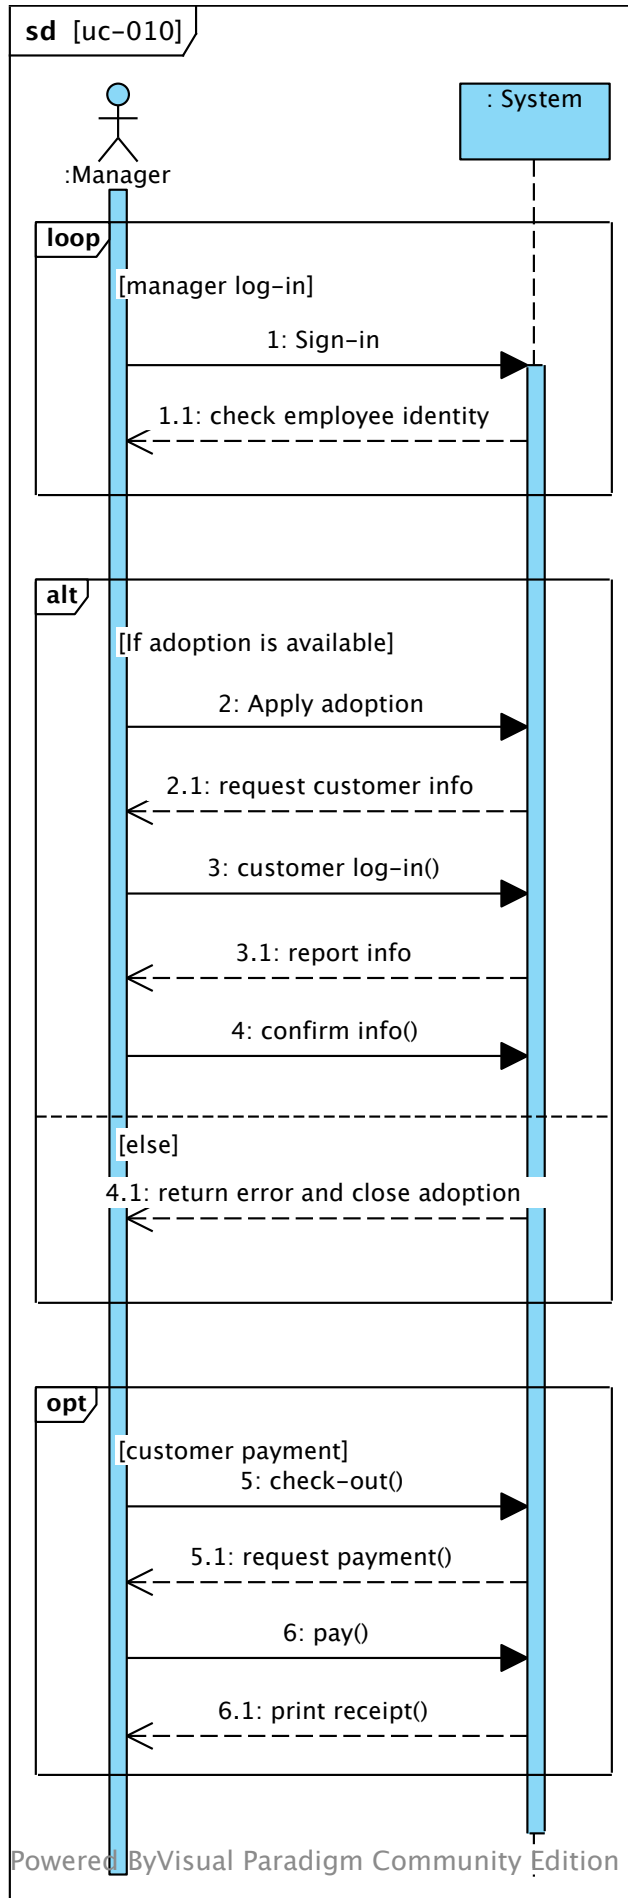 sd [uc-010]
: System
:Manager
loop
[manager log-in]
1: Sign-in
1.1: check employee identity
alt
[If adoption is available]
2: Apply adoption
2.1: request customer info
3: customer log-in()
3.1: report info
4: confirm info()
[else]
4.1: return error and close adoption
opt
[customer payment]
5: check-out()
5.1: request payment()
6: pay()
6.1: print receipt()
Powered ByVisual Paradigm Community Edition